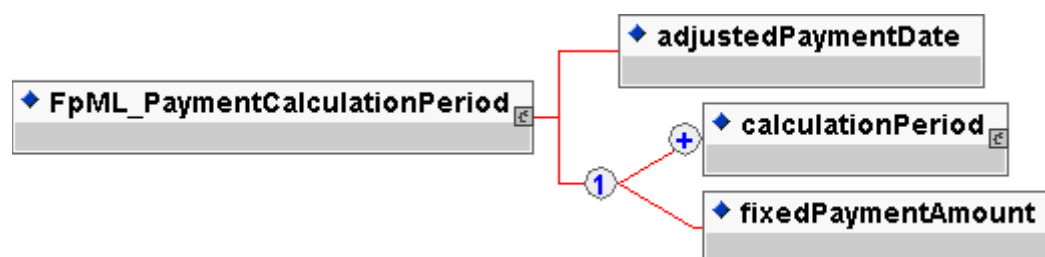 adjustedPaymentDate
FpML_PaymentCalculationPeriod
+
calculationPeriod
1
fixedPaymentAmount